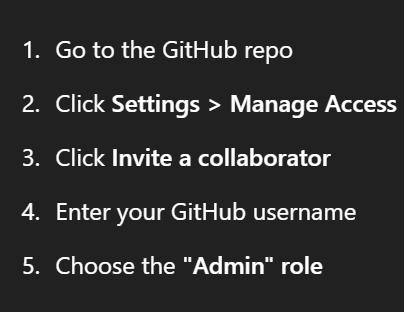 1. Go to the GitHub repo
2. Click Settings > Manage Access
3. Click Invite a collaborator
4. Enter your GitHub username
5. Choose the "Admin" role